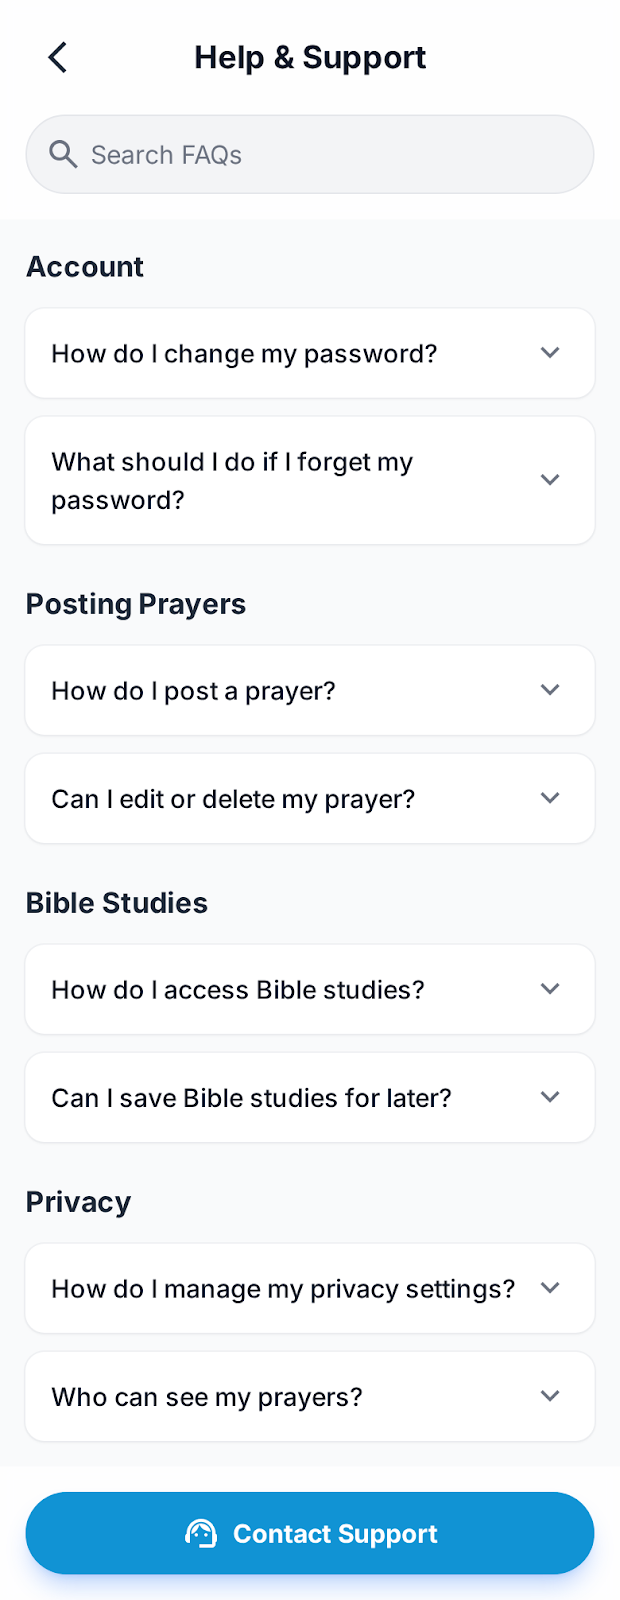 Help & Support
Search FAQs
Account
How do I change my password?
What should I do if I forget my
password?
Posting Prayers
How do I post a prayer?
Can I edit or delete my prayer?
Bible Studies
How do I access Bible studies?
Can I save Bible studies for later?
Privacy
How do I manage my privacy settings?
Who can see my prayers?
Contact Support